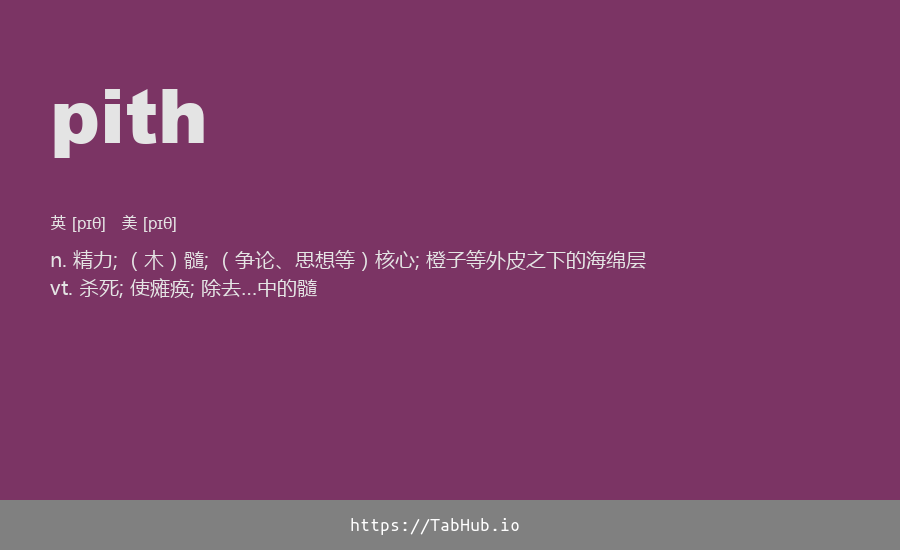 pith
英 [pɪθ] 美 [pɪθ]
n. 精力; （木）髓; （争论、思想等）核心; 橙子等外皮之下的海绵层
vt. 杀死; 使瘫痪; 除去...中的髓
https://TabHub.io